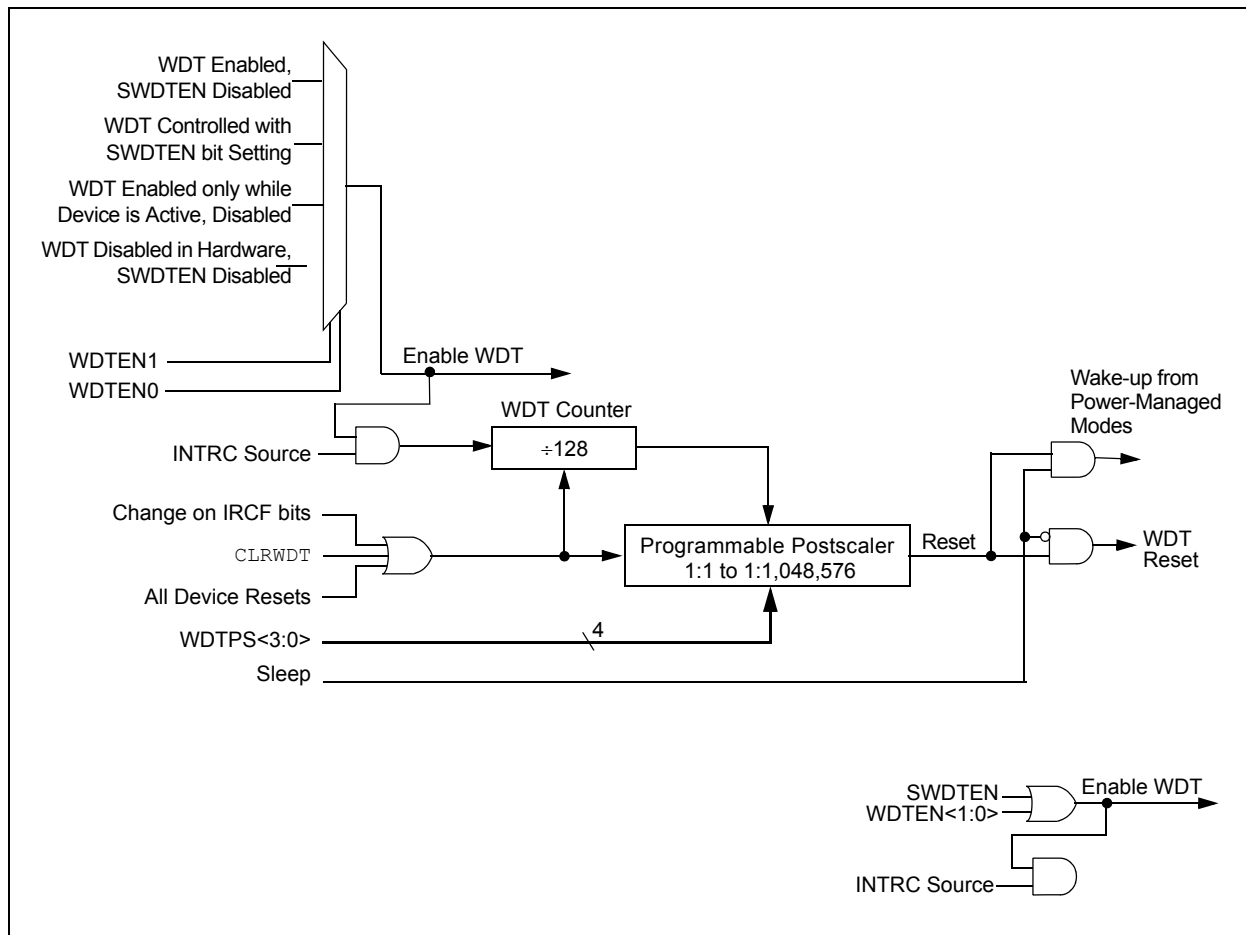 WDT Enabled,
SWDTEN Disabled
WDT Controlled with
SWDTEN bit Setting
WDT Enabled only while
Device is Active, Disabled
WDT Disabled in Hardware,
SWDTEN Disabled
WDTEN1
WDTEN0
Enable WDT
WDT Counter
÷128
INTRC Source
Wake-up from
Power-Managed
Modes
Change on IRCF bits
CLRWDT
All Device Resets
Programmable Postscaler
1:1 to 1:1,048,576
Reset
WDT
Reset
WDTPS<3:0>
4
Sleep
SWDTEN
WDTEN<1:0>
Enable WDT
INTRC Source